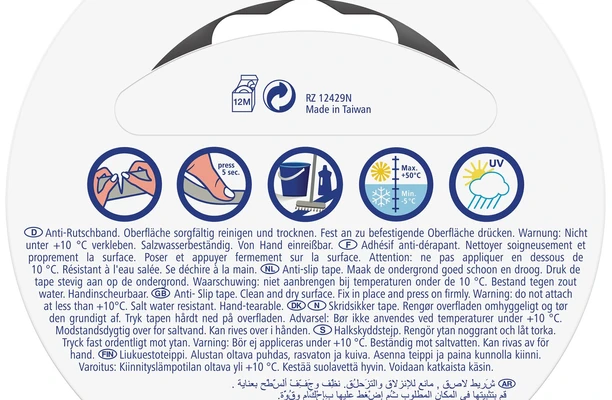 12M
RZ 12429N
Made in Taiwan
press
5 sec.
Max.
+50°C
Min.
-5°C
UV
D Anti-Rutschband. Oberfläche sorgfältig reinigen und trocknen. Fest an zu befestigende Oberfläche drücken. Warnung: Nicht
unter +10 °C verkleben. Salzwasserbeständig. Von Hand einreißbar. F Adhésif anti-dérapant. Nettoyer soigneusement et
proprement la surface. Poser et appuyer fermement sur la surface. Attention: ne pas appliquer en dessous de
10 °C. Résistant à l'eau salée. Se déchire à la main. NL Anti-slip tape. Maak de ondergrond goed schoon en droog. Druk de
tape stevig aan op de ondergrond. Waarschuwing: niet aanbrengen bij temperaturen onder de 10 °C. Bestand tegen zout
water. Handinscheurbaar. GB Anti- Slip tape. Clean and dry surface. Fix in place and press on firmly. Warning: do not attach
at less than +10°C. Salt water resistant. Hand-tearable. DK N Skridsikker tape. Rengør overfladen omhyggeligt og tør
den grundigt af. Tryk tapen hårdt ned på overfladen. Advarsel: Bør ikke anvendes ved temperaturer under +10 °C.
Modstandsdygtig over for saltvand. Kan rives over i hånden. S Halkskyddstejp. Rengör ytan noggrant och låt torka.
Tryck fast ordentligt mot ytan. Varning: Bör ej appliceras under +10°C. Beständig mot saltvatten. Kan rivas av för
hand. FIN Liukuestoteippi. Alustan oltava puhdas, rasvaton ja kuiva. Asenna teippi ja paina kunnolla kiinni.
Varoitus: Kiinnityslämpötilan oltava yli +10 °C. Kestää suolavettä hyvin. Voidaan katkaista käsin.
AR شريط لاصق , مانع للإنزلاق والتزحلق. نظف وجفف السطح بعناية .
قم بتثبيتها في المكان المطلوب ثم إضغط عليها بإحكام وقوة.